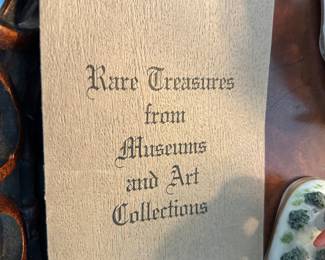 Rare Treasures
from
Museums
and Art
Collections